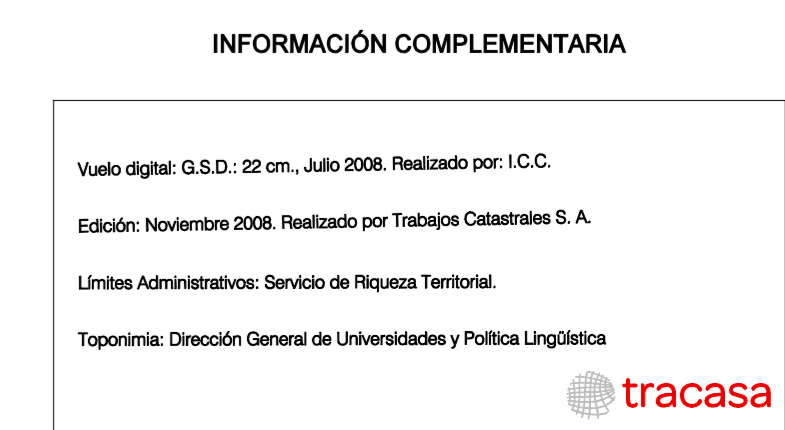 INFORMACIÓN COMPLEMENTARIA
Vuelo digital: G.S.D.: 22 cm., Julio 2008. Realizado por: I.C.C.
Edición: Noviembre 2008. Realizado por Trabajos Catastrales S. A.
Límites Administrativos: Servicio de Riqueza Territorial.
Toponimia: Dirección General de Universidades y Política Lingüística
tracasa